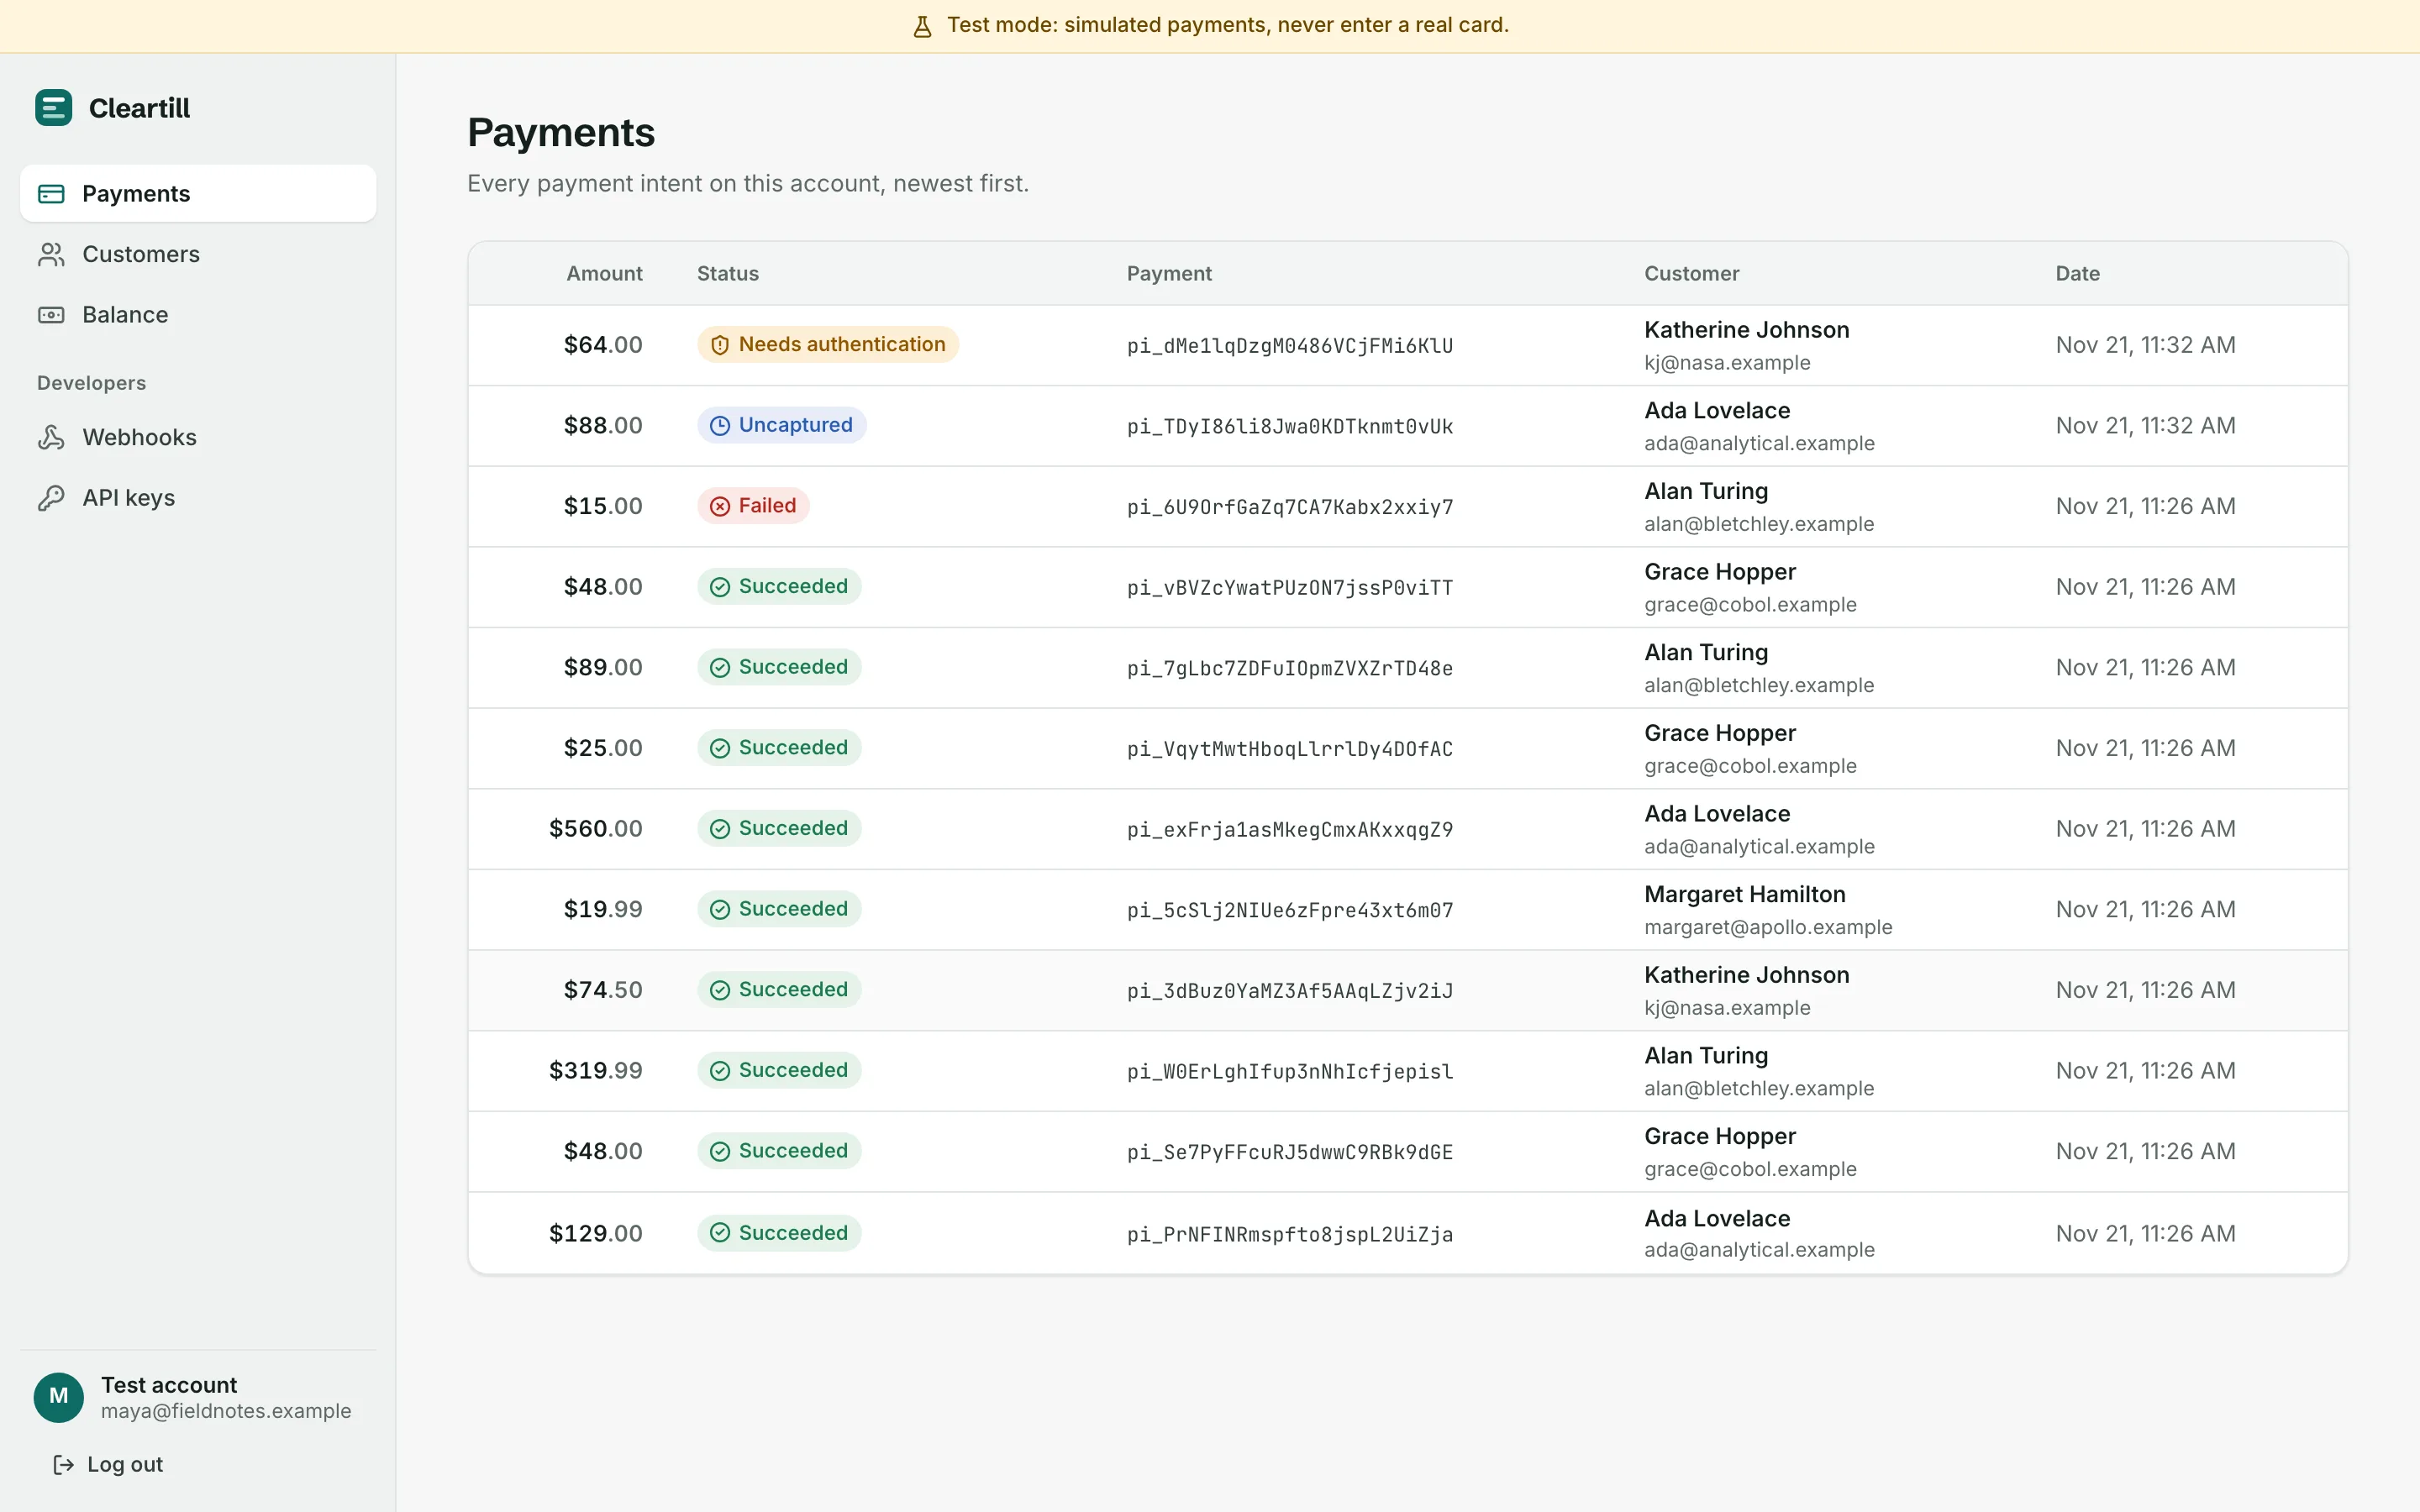 Test mode: simulated payments, never enter a real card.
Cleartill
Payments
Customers
Balance
Developers
Webhooks
API keys
Test account
M
maya@fieldnotes.example
Log out
Payments
Every payment intent on this account, newest first.
Amount Status Payment Customer Date
$64.00 Needs authentication pi_dMe1lqDzgM0486VCjFMi6KlU Katherine Johnson kj@nasa.example Nov 21, 11:32 AM
$88.00 Uncaptured pi_TDyI86li8Jwa0KDTknmt0vUk Ada Lovelace ada@analytical.example Nov 21, 11:32 AM
$15.00 Failed pi_6U9OrfGaZq7CA7Kabx2xxiy7 Alan Turing alan@bletchley.example Nov 21, 11:26 AM
$48.00 Succeeded pi_vBVZcYwatPUzON7jssP0viTT Grace Hopper grace@cobol.example Nov 21, 11:26 AM
$89.00 Succeeded pi_7gLbc7ZDFuIOpmZVXZrTD48e Alan Turing alan@bletchley.example Nov 21, 11:26 AM
$25.00 Succeeded pi_VqytMwtHboqLlrrlDy4DOfAC Grace Hopper grace@cobol.example Nov 21, 11:26 AM
$560.00 Succeeded pi_exFrja1asMkegCmxAKxxqgZ9 Ada Lovelace ada@analytical.example Nov 21, 11:26 AM
$19.99 Succeeded pi_5cSlj2NIUe6zFpre43xt6m07 Margaret Hamilton margaret@apollo.example Nov 21, 11:26 AM
$74.50 Succeeded pi_3dBuz0YaMZ3Af5AAqLZjv2iJ Katherine Johnson kj@nasa.example Nov 21, 11:26 AM
$319.99 Succeeded pi_W0ErLghIfup3nNhIcfjepisl Alan Turing alan@bletchley.example Nov 21, 11:26 AM
$48.00 Succeeded pi_Se7PyFFcuRJ5dwwC9RBk9dGE Grace Hopper grace@cobol.example Nov 21, 11:26 AM
$129.00 Succeeded pi_PrNFINRmspfto8jspL2UiZja Ada Lovelace ada@analytical.example Nov 21, 11:26 AM